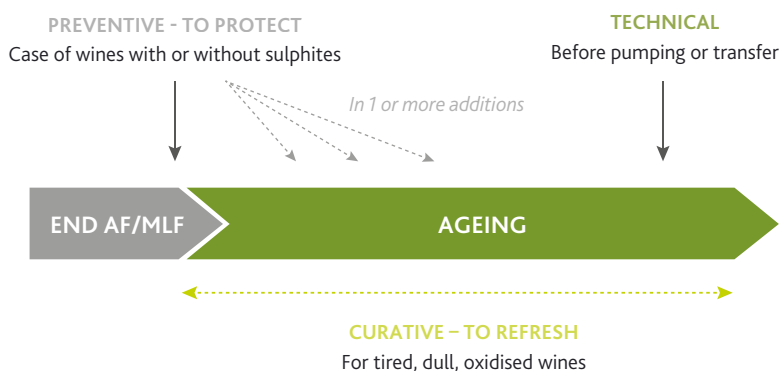 PREVENTIVE - TO PROTECT
Case of wines with or without sulphites
TECHNICAL
Before pumping or transfer
In 1 or more additions
END AF/MLF
AGEING
CURATIVE – TO REFRESH
For tired, dull, oxidised wines